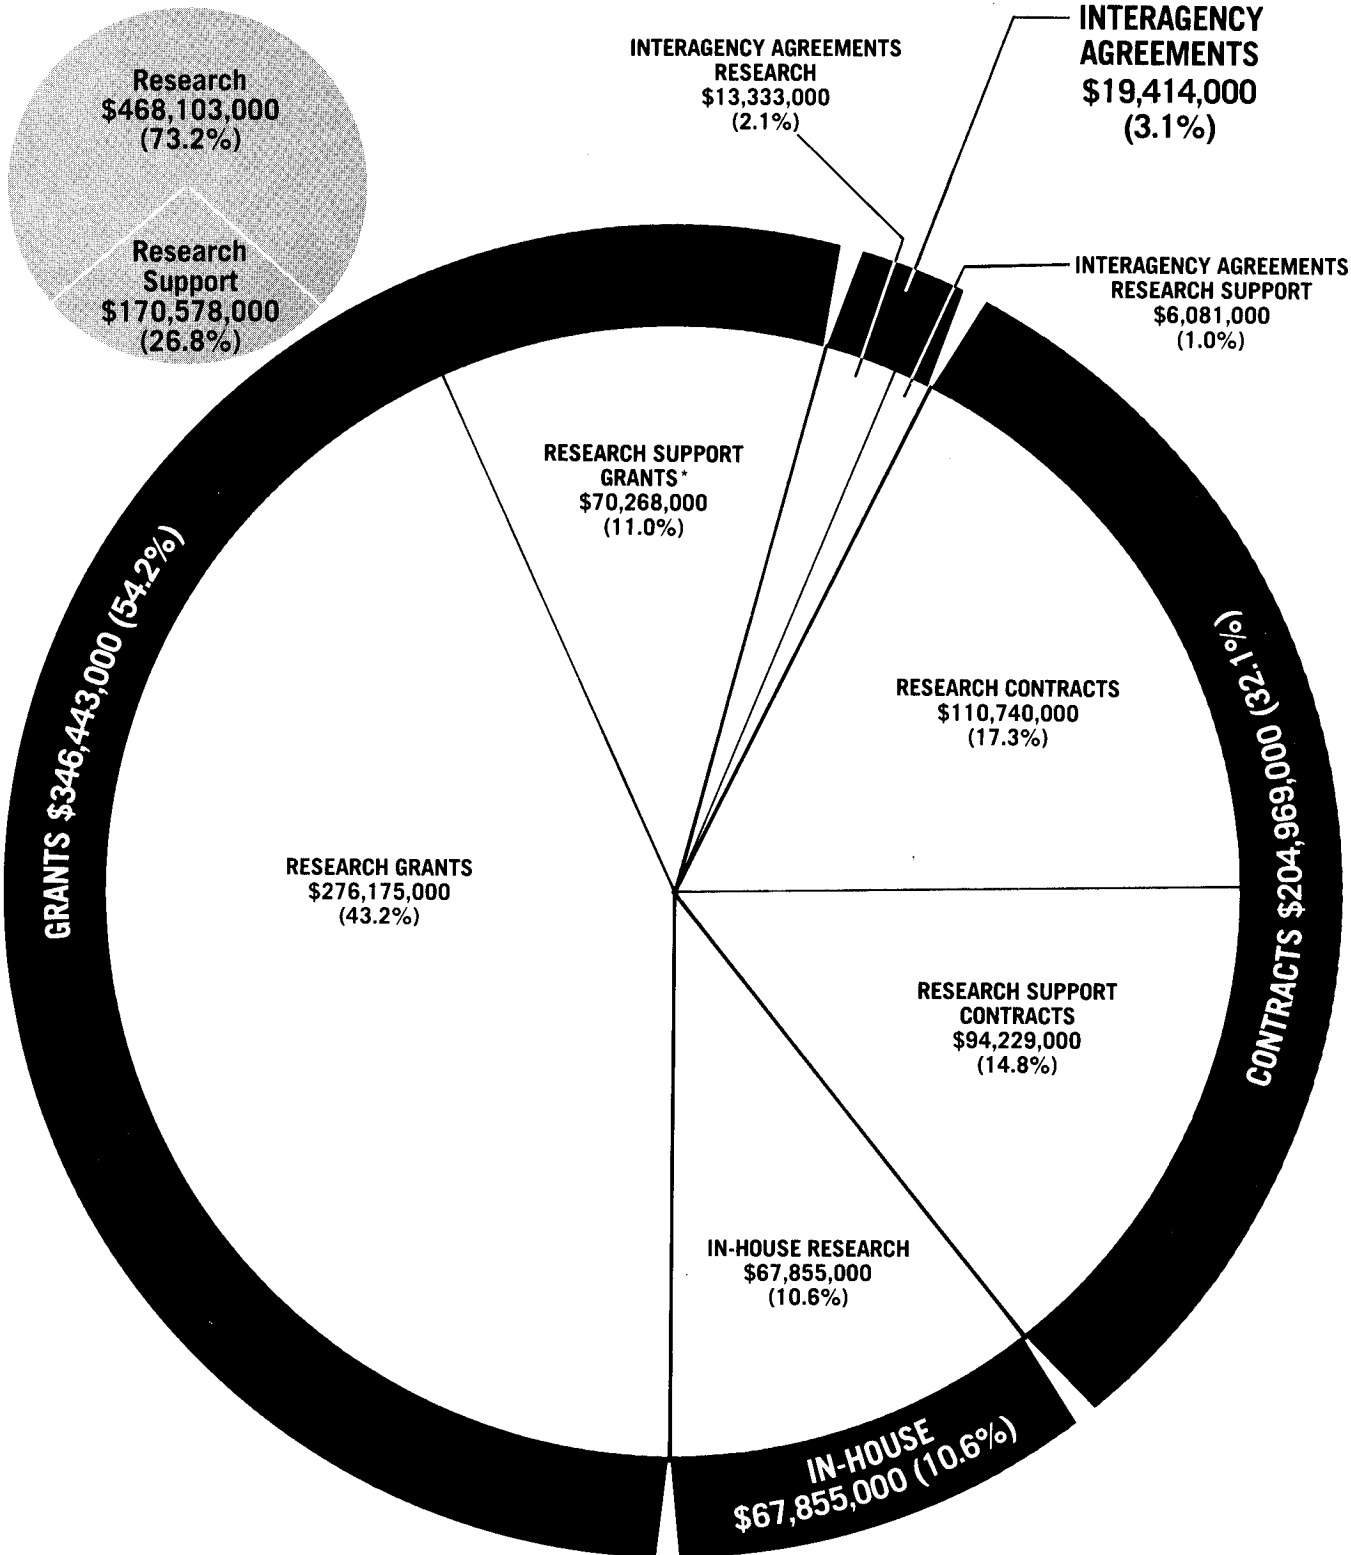 Research
$468,103,000
(73.2%)
Research
Support
$170,578,000
(26.8%)
INTERAGENCY AGREEMENTS
RESEARCH
$13,333,000
(2.1%)
INTERAGENCY
AGREEMENTS
$19,414,000
(3.1%)
INTERAGENCY AGREEMENTS
RESEARCH SUPPORT
$6,081,000
(1.0%)
RESEARCH SUPPORT
GRANTS*
$70,268,000
(11.0%)
GRANTS $346,443,000 (54.2%)
RESEARCH CONTRACTS
$110,740,000
(17.3%)
CONTRACTS $204,969,000 (32.1%)
RESEARCH GRANTS
$276,175,000
(43.2%)
RESEARCH SUPPORT
CONTRACTS
$94,229,000
(14.8%)
IN-HOUSE RESEARCH
$67,855,000
(10.6%)
IN-HOUSE
$67,855,000 (10.6%)